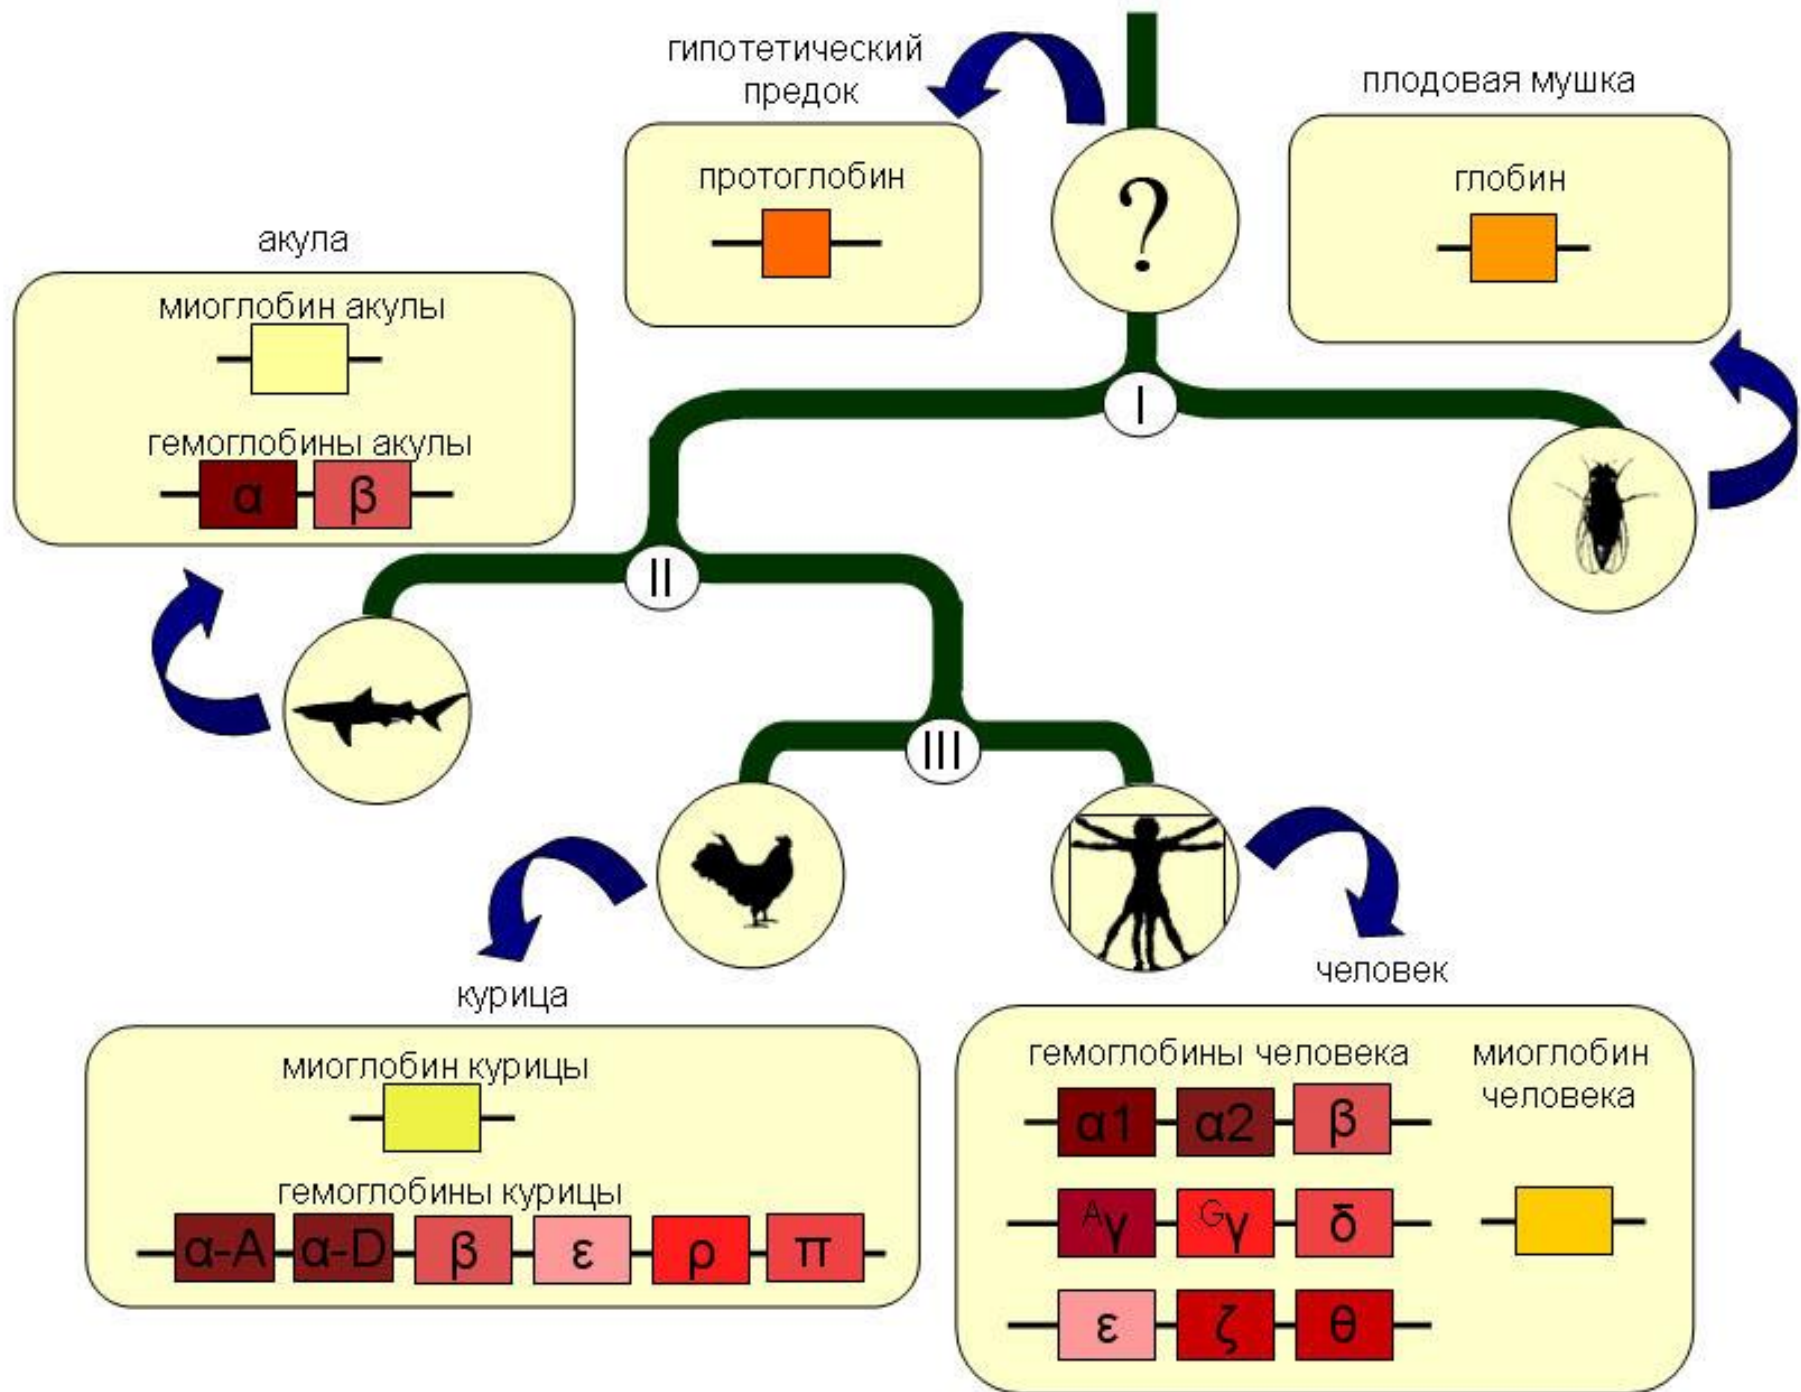 гипотетический
предок
протоглобин
?
плодовая мушка
глобин
акула
миоглобин акулы
гемоглобины акулы
α β
I
II
III
курица
миоглобин курицы
гемоглобины курицы
α-A α-D β ε ρ π
человек
гемоглобины человека
α1 α2 β
Aγ Gγ δ
ε ζ θ
миоглобин
человека